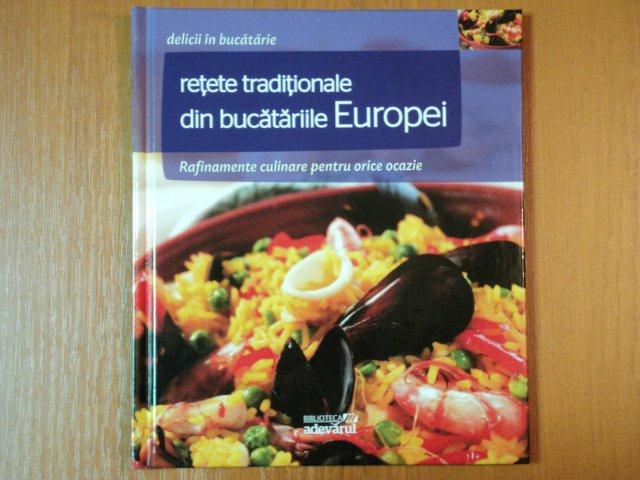 delicii în bucătărie
rețete tradiționale
din bucătăriile Europei
Rafinamente culinare pentru orice ocazie
BIBLIOTECA
adevărul